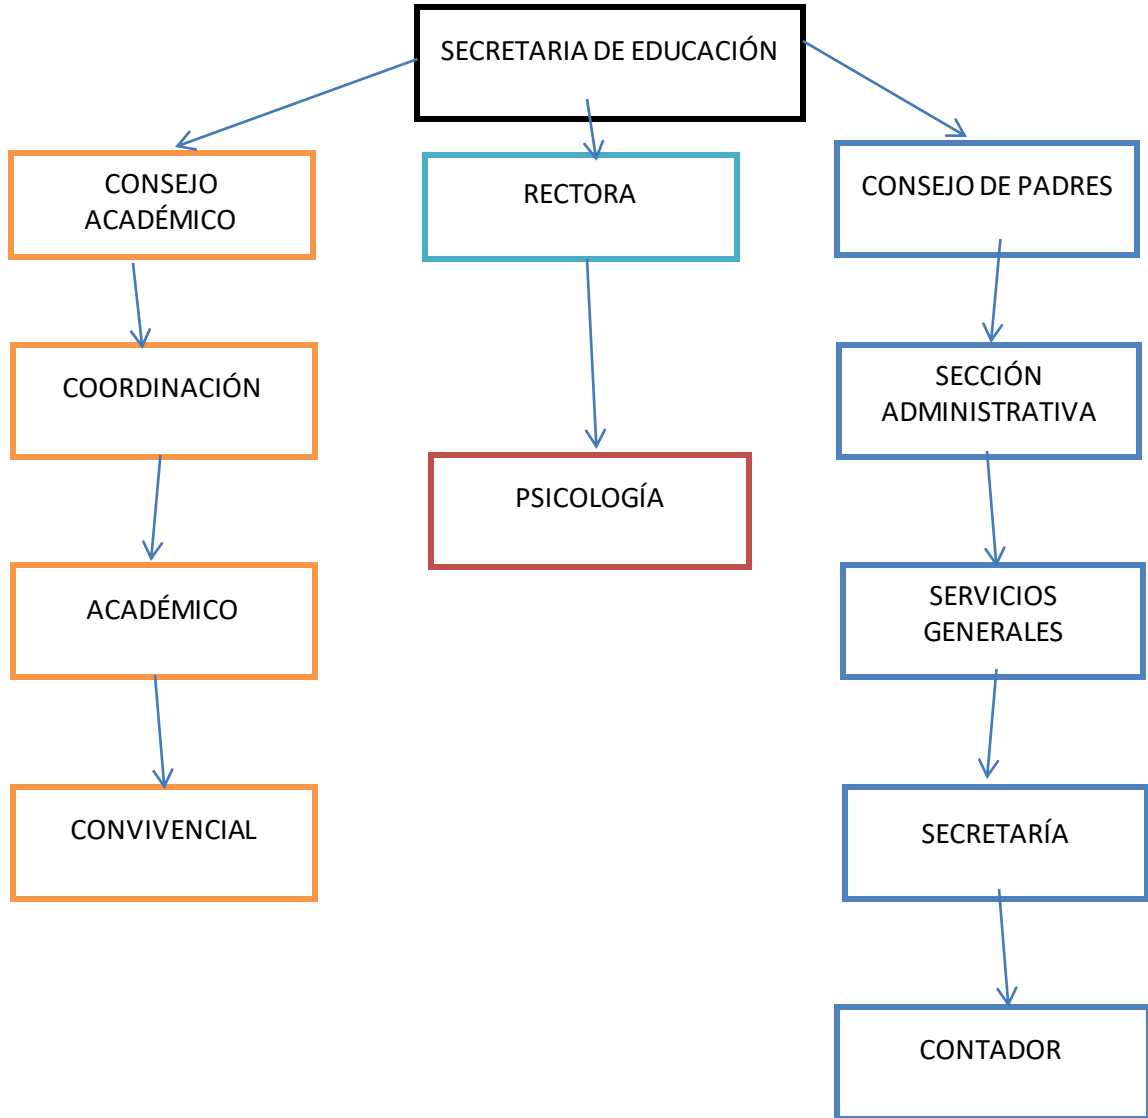 SECRETARIA DE EDUCACIÓN
CONSEJO
ACADÉMICO
RECTORA
CONSEJO DE PADRES
COORDINACIÓN
SECCIÓN
ADMINISTRATIVA
PSICOLOGÍA
ACADÉMICO
SERVICIOS
GENERALES
CONVIVENCIAL
SECRETARÍA
CONTADOR